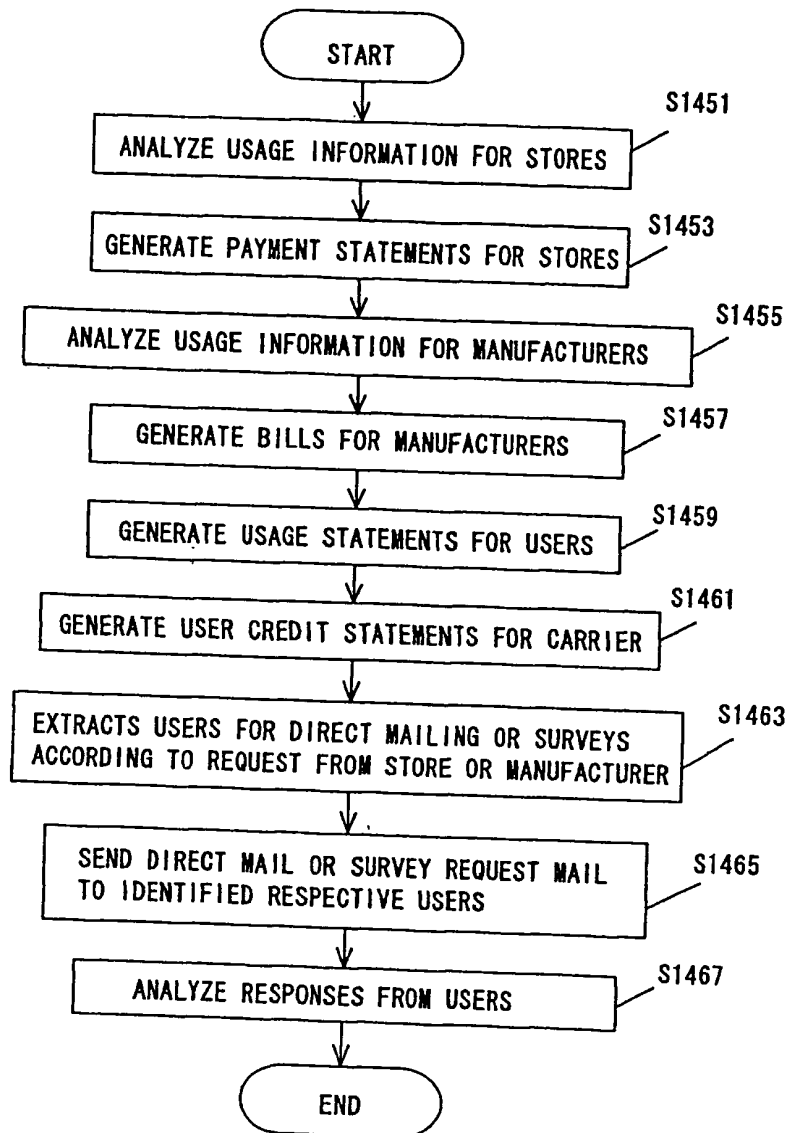 START
S1451
ANALYZE USAGE INFORMATION FOR STORES
S1453
GENERATE PAYMENT STATEMENTS FOR STORES
S1455
ANALYZE USAGE INFORMATION FOR MANUFACTURERS
S1457
GENERATE BILLS FOR MANUFACTURERS
S1459
GENERATE USAGE STATEMENTS FOR USERS
S1461
GENERATE USER CREDIT STATEMENTS FOR CARRIER
S1463
EXTRACTS USERS FOR DIRECT MAILING OR SURVEYS
ACCORDING TO REQUEST FROM STORE OR MANUFACTURER
S1465
SEND DIRECT MAIL OR SURVEY REQUEST MAIL
TO IDENTIFIED RESPECTIVE USERS
S1467
ANALYZE RESPONSES FROM USERS
END